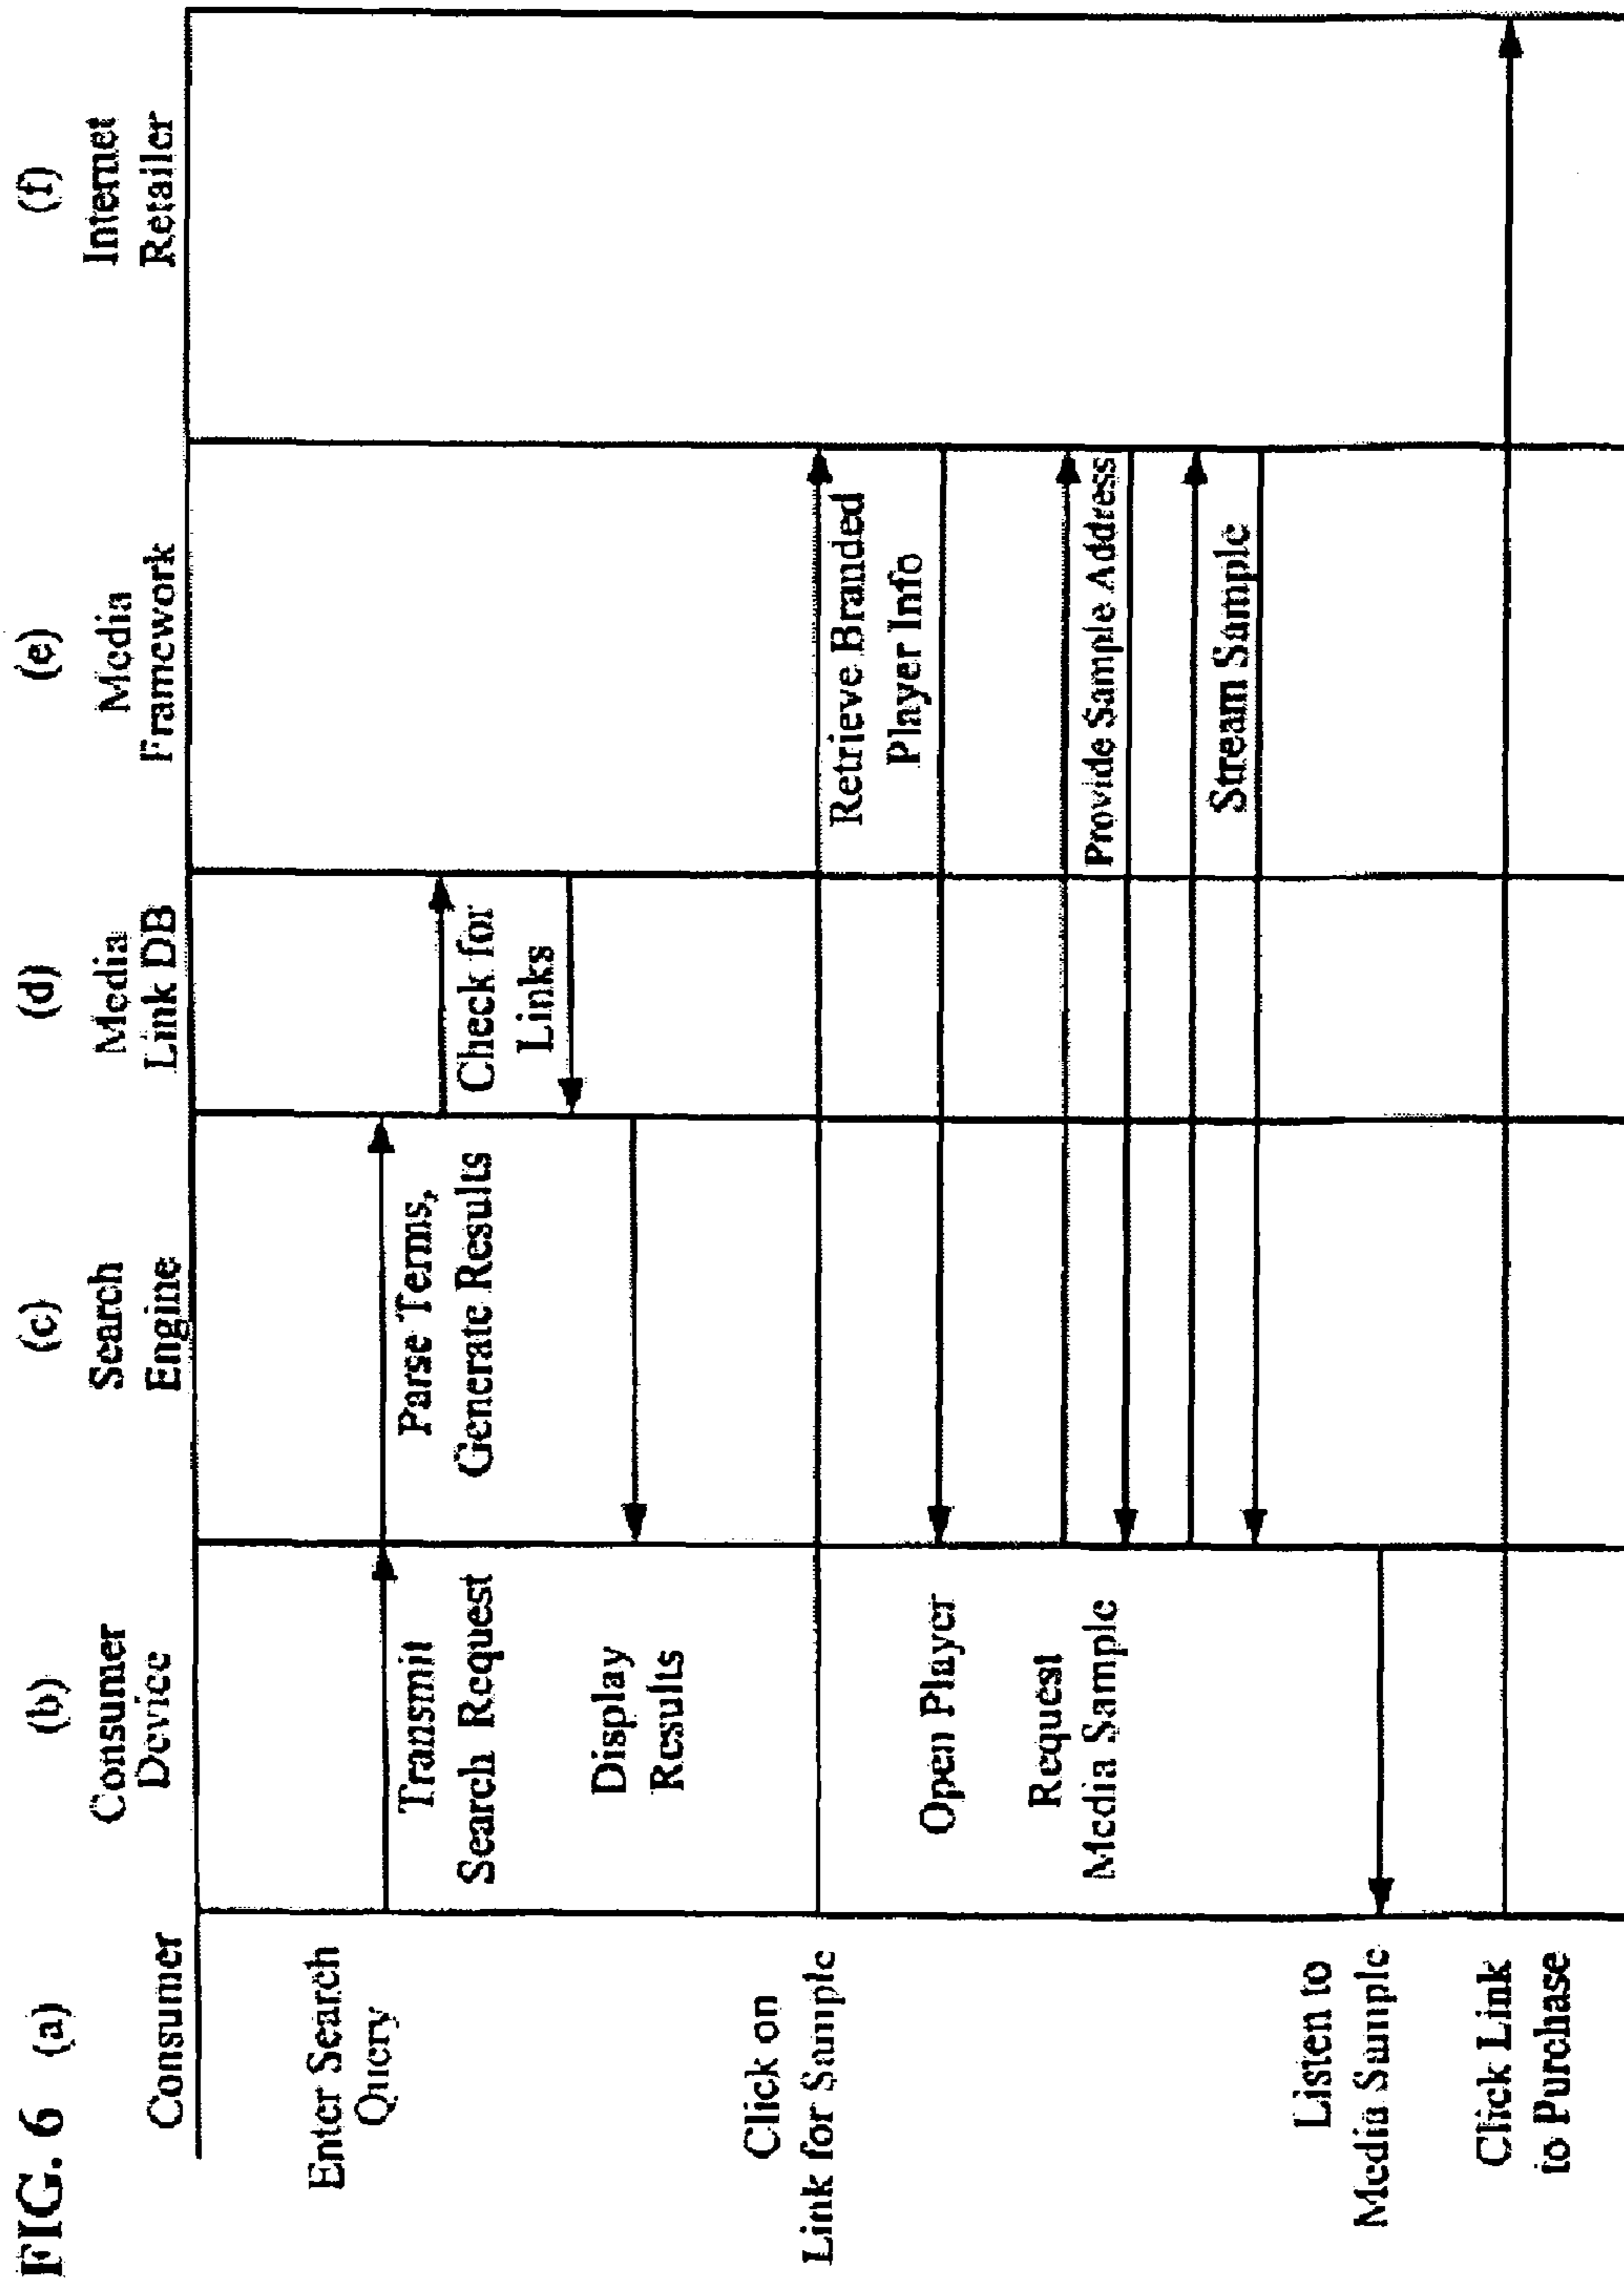 FIG. 6
(a)
Consumer
(b)
Consumer
Device
(c)
Search
Engine
(d)
Media
Link DB
(e)
Media
Framework
(f)
Internet
Retailer
Enter Search
Query
Transmit
Search Request
Parse Terms,
Generate Results
Check for
Links
Display
Results
Click on
Link for Sample
Retrieve Branded
Player Info
Open Player
Request
Media Sample
Provide Sample Address
Stream Sample
Listen to
Media Sample
Click Link
to Purchase